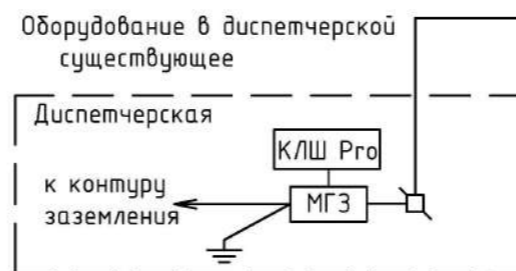 Оборудование в диспетчерской
существующее
Диспетчерская
КЛШ Pro
к контуру
заземления
МГЗ